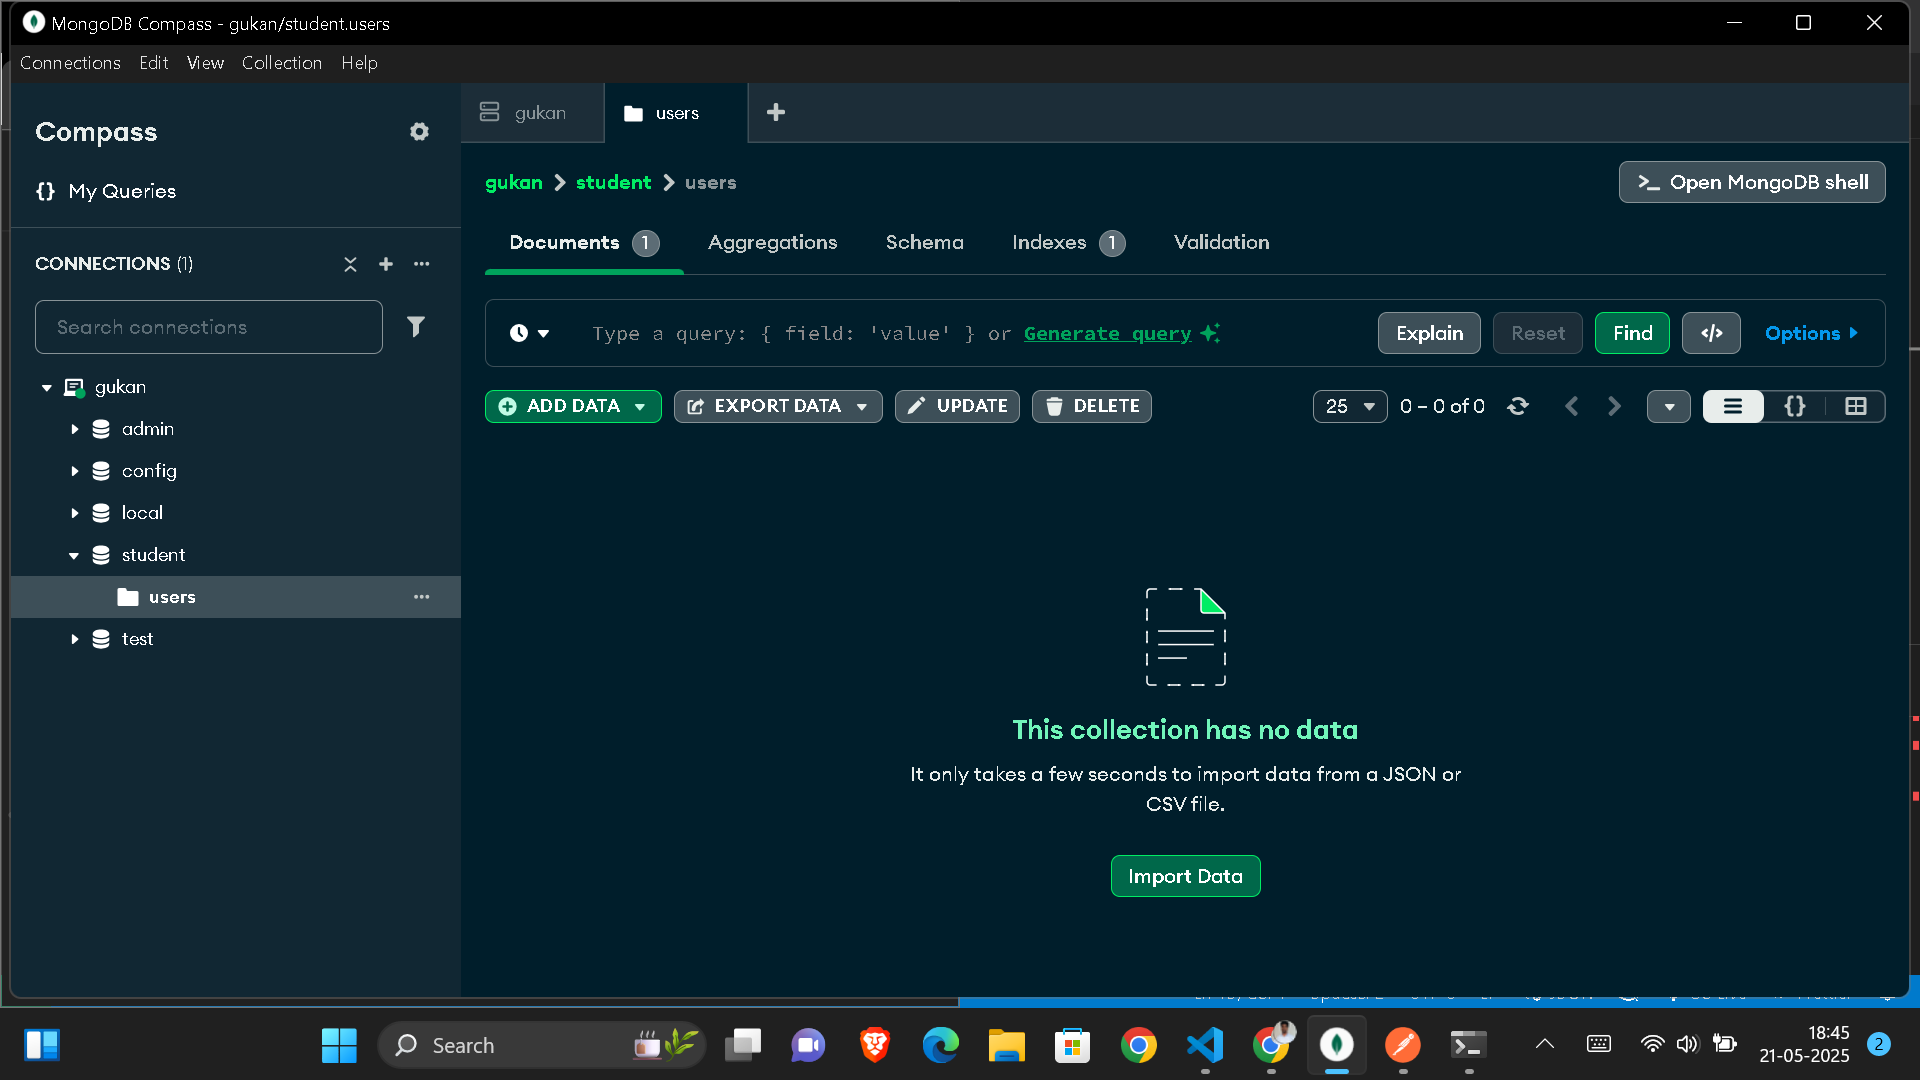 MongoDB Compass - gukan/student.users
Connections Edit View Collection Help
Compass
My Queries
CONNECTIONS (1)
Search connections
gukan
admin
config
local
student
users
test
gukan users
gukan student users
Open MongoDB shell
Documents 1 Aggregations Schema Indexes 1 Validation
Type a query: { field: 'value' } or Generate query
Explain Reset Find </> Options
ADD DATA EXPORT DATA UPDATE DELETE
25 0 – 0 of 0
This collection has no data
It only takes a few seconds to import data from a JSON or
CSV file.
Import Data
Search
18:45
21-05-2025
2